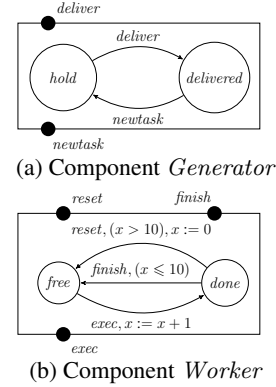 deliver
deliver
hold
delivered
newtask
newtask
(a) Component Generator
reset
finish
reset, (x > 10), x := 0
finish, (x ⩽ 10)
free
done
exec, x := x + 1
exec
(b) Component Worker